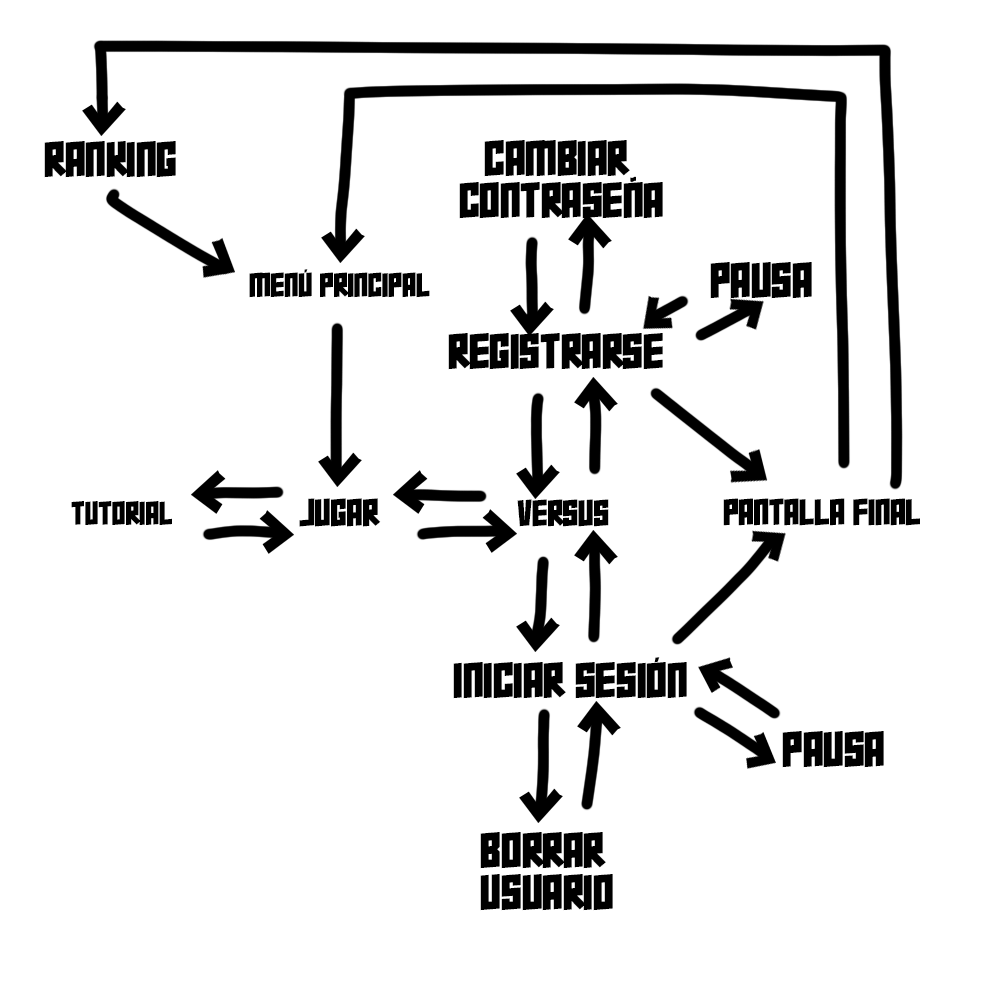 RANKING
CAMBIAR
CONTRASEÑA
MENÚ PRINCIPAL
PAUSA
REGISTRARSE
TUTORIAL
JUGAR
VERSUS
PANTALLA FINAL
INICIAR SESIÓN
PAUSA
BORRAR
USUARIO